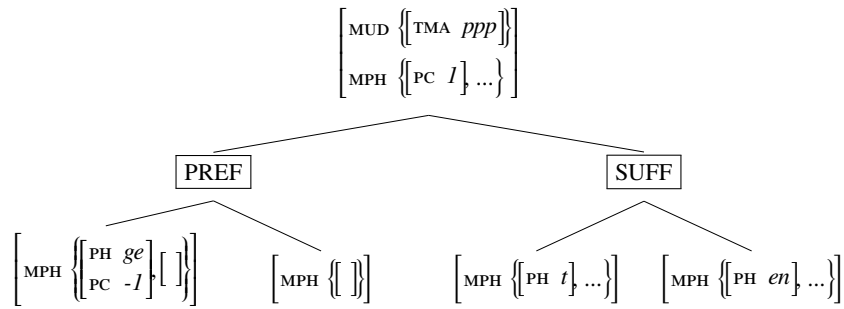 [MUD {[TMA ppp]}
MPH {[PC 1], ...}]
PREF SUFF
[MPH {[PH ge
PC -1], [ ]}] [MPH {[ ]}] [MPH {[PH t], ...}] [MPH {[PH en], ...}]